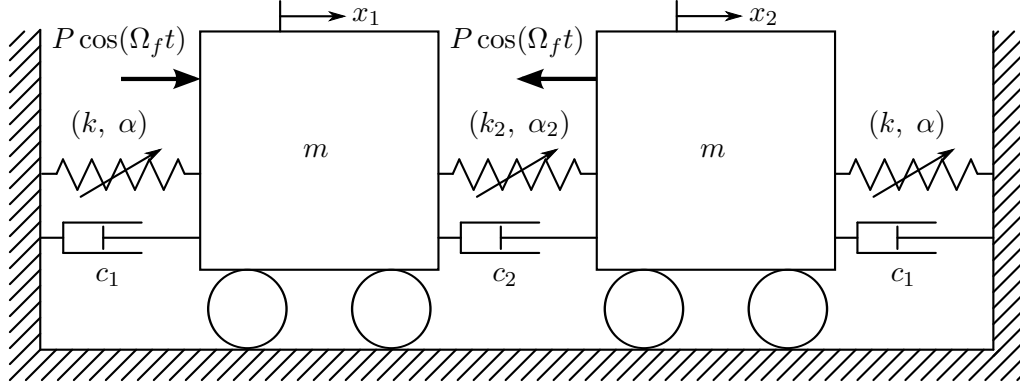 x₁ x₂
P cos(Ω_f t) P cos(Ω_f t)
(k, α) (k₂, α₂) (k, α)
m m
c₁ c₂ c₁